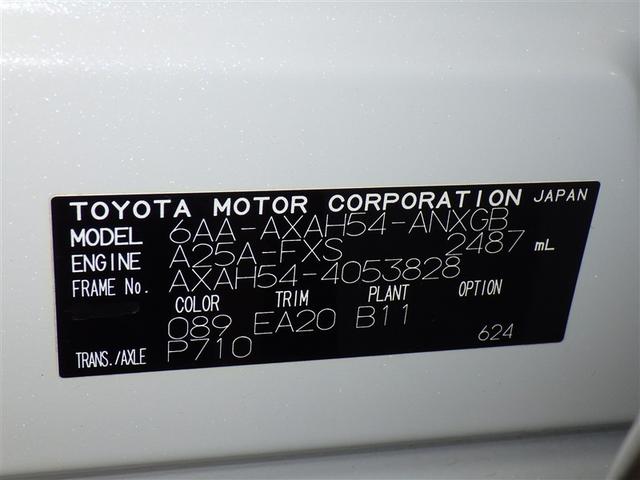 TOYOTA MOTOR CORPORATION JAPAN
MODEL 6AA-AXAH54-ANXGB
ENGINE A25A-FXS 2487 mL
FRAME No. AXAH54-4053828
COLOR TRIM PLANT OPTION
089 EA20 B11
TRANS./AXLE P710 624